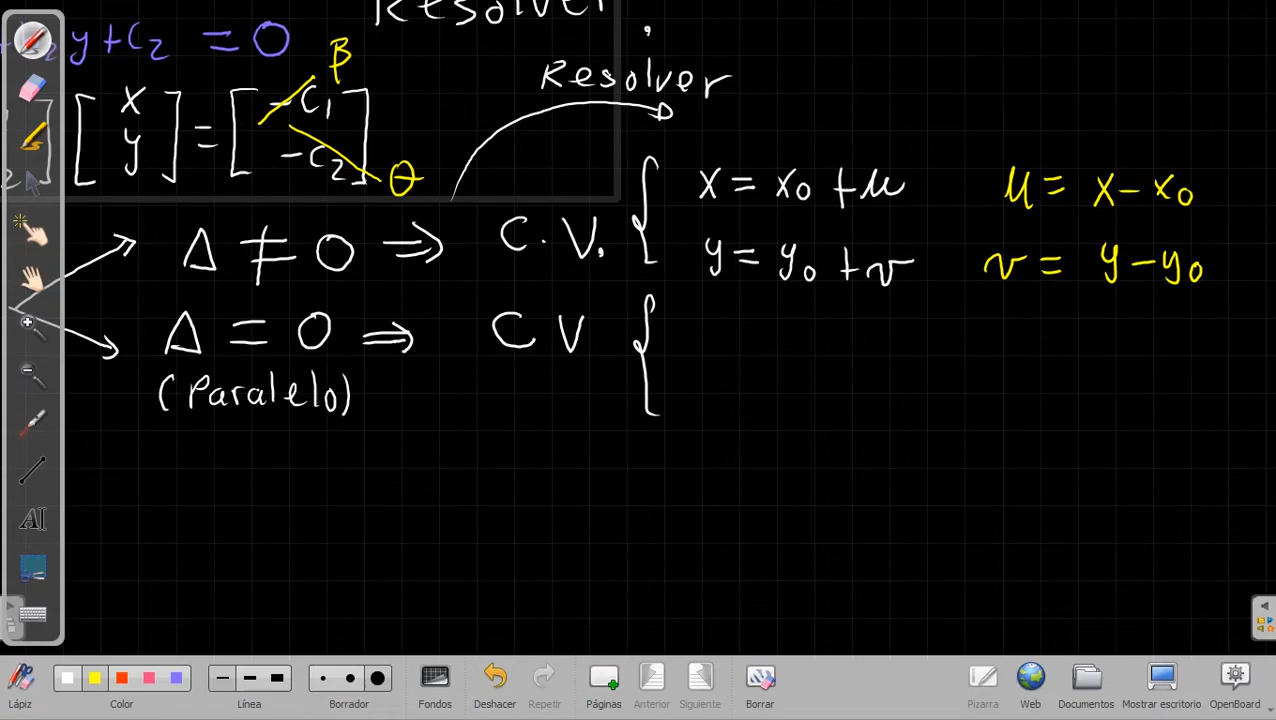 Resolver
y + C₂ = 0
β
Resolver
[ x y ] = [ -C₁ -C₂ ]
θ
x = x₀ + u
u = x - x₀
Δ ≠ 0 ⇒ C.V.
y = y₀ + v
v = y - y₀
Δ = 0 ⇒ C V {
(Paralelo)
Lápiz
Color
Línea
Borrador
Fondos
Deshacer
Repetir
Páginas
Anterior
Siguiente
Borrar
Pizarra
Web
Documentos
Mostrar escritorio
OpenBoard